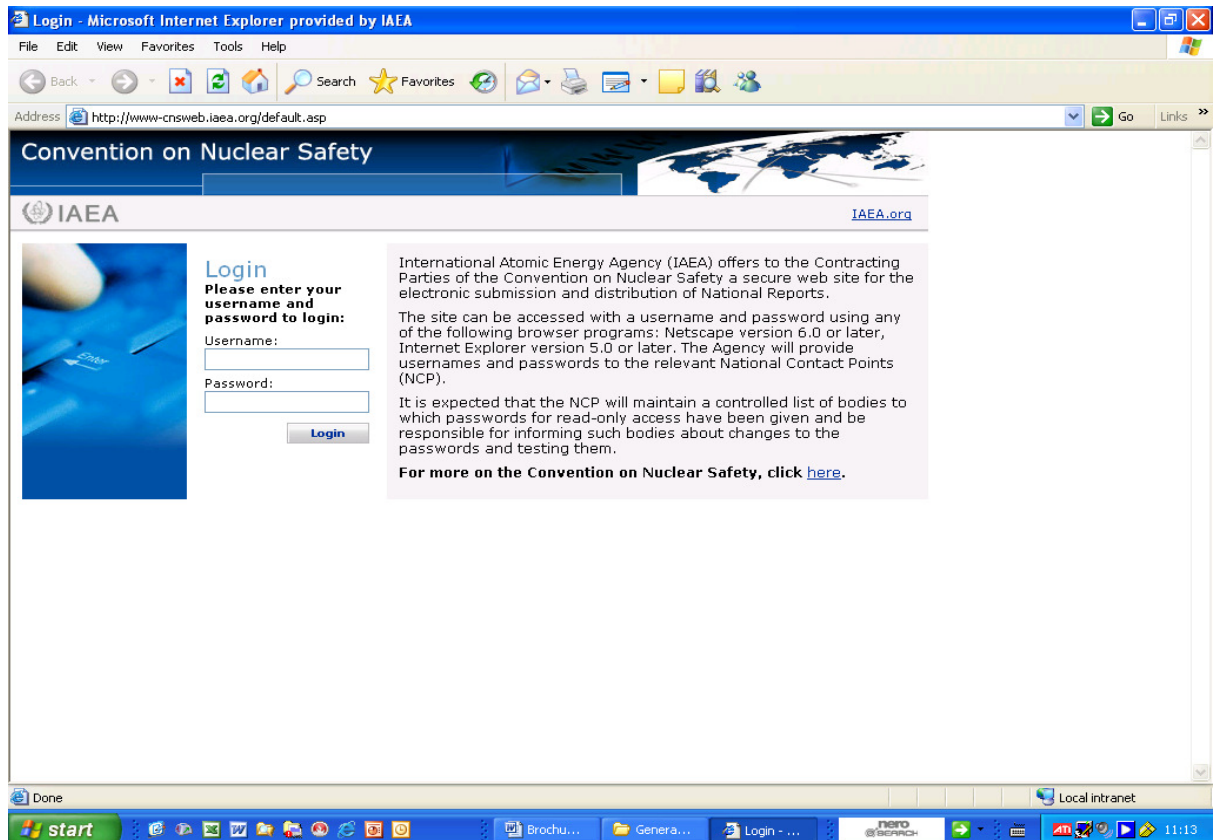 Login - Microsoft Internet Explorer provided by IAEA
File Edit View Favorites Tools Help
Back Search Favorites
Address http://www-cnsweb.iaea.org/default.asp Go Links »
Convention on Nuclear Safety
IAEA IAEA.org
Login
Please enter your
username and
password to login:
Username:
Password:
Login
Enter
International Atomic Energy Agency (IAEA) offers to the Contracting
Parties of the Convention on Nuclear Safety a secure web site for the
electronic submission and distribution of National Reports.
The site can be accessed with a username and password using any
of the following browser programs: Netscape version 6.0 or later,
Internet Explorer version 5.0 or later. The Agency will provide
usernames and passwords to the relevant National Contact Points
(NCP).
It is expected that the NCP will maintain a controlled list of bodies to
which passwords for read-only access have been given and be
responsible for informing such bodies about changes to the
passwords and testing them.
For more on the Convention on Nuclear Safety, click here.
Done Local intranet
start Brochu... Genera... Login - ... nero SEARCH 11:13